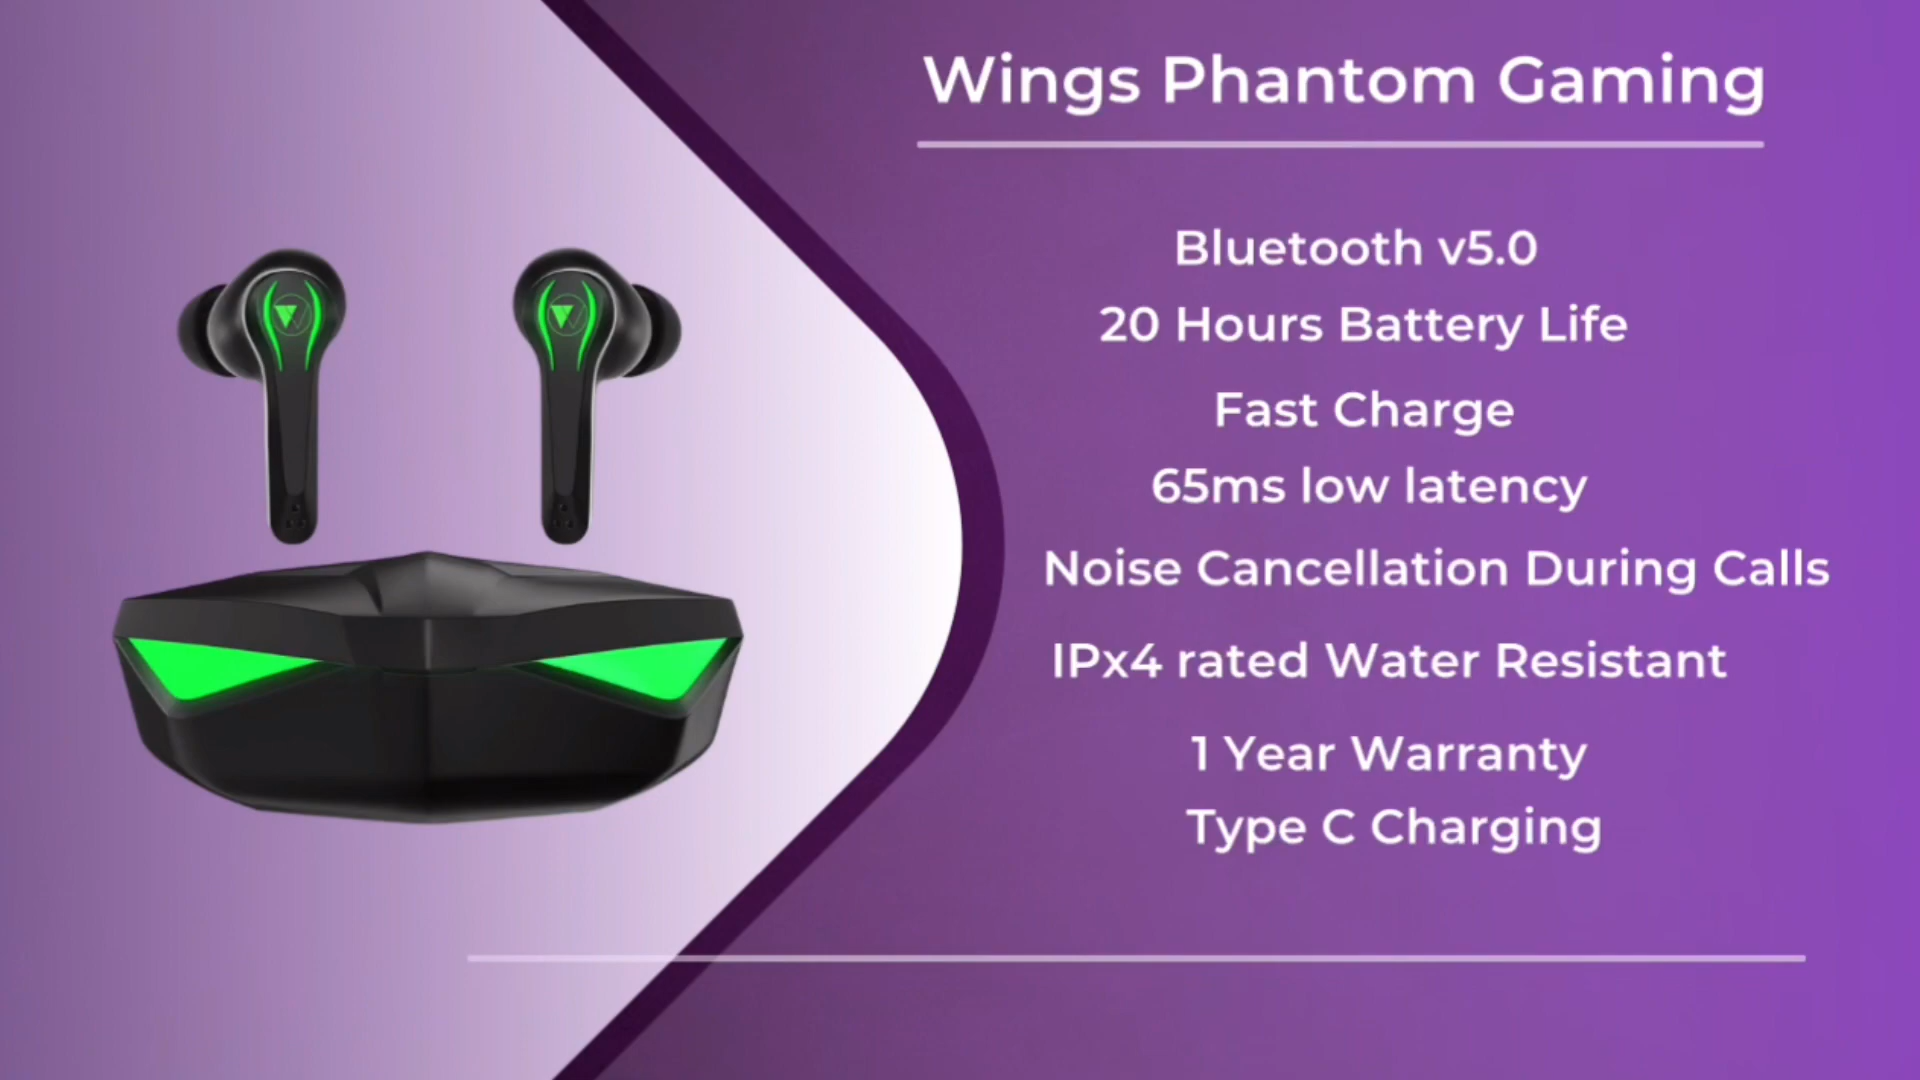 Wings Phantom Gaming
Bluetooth v5.0
20 Hours Battery Life
Fast Charge
65ms low latency
Noise Cancellation During Calls
IPx4 rated Water Resistant
1 Year Warranty
Type C Charging